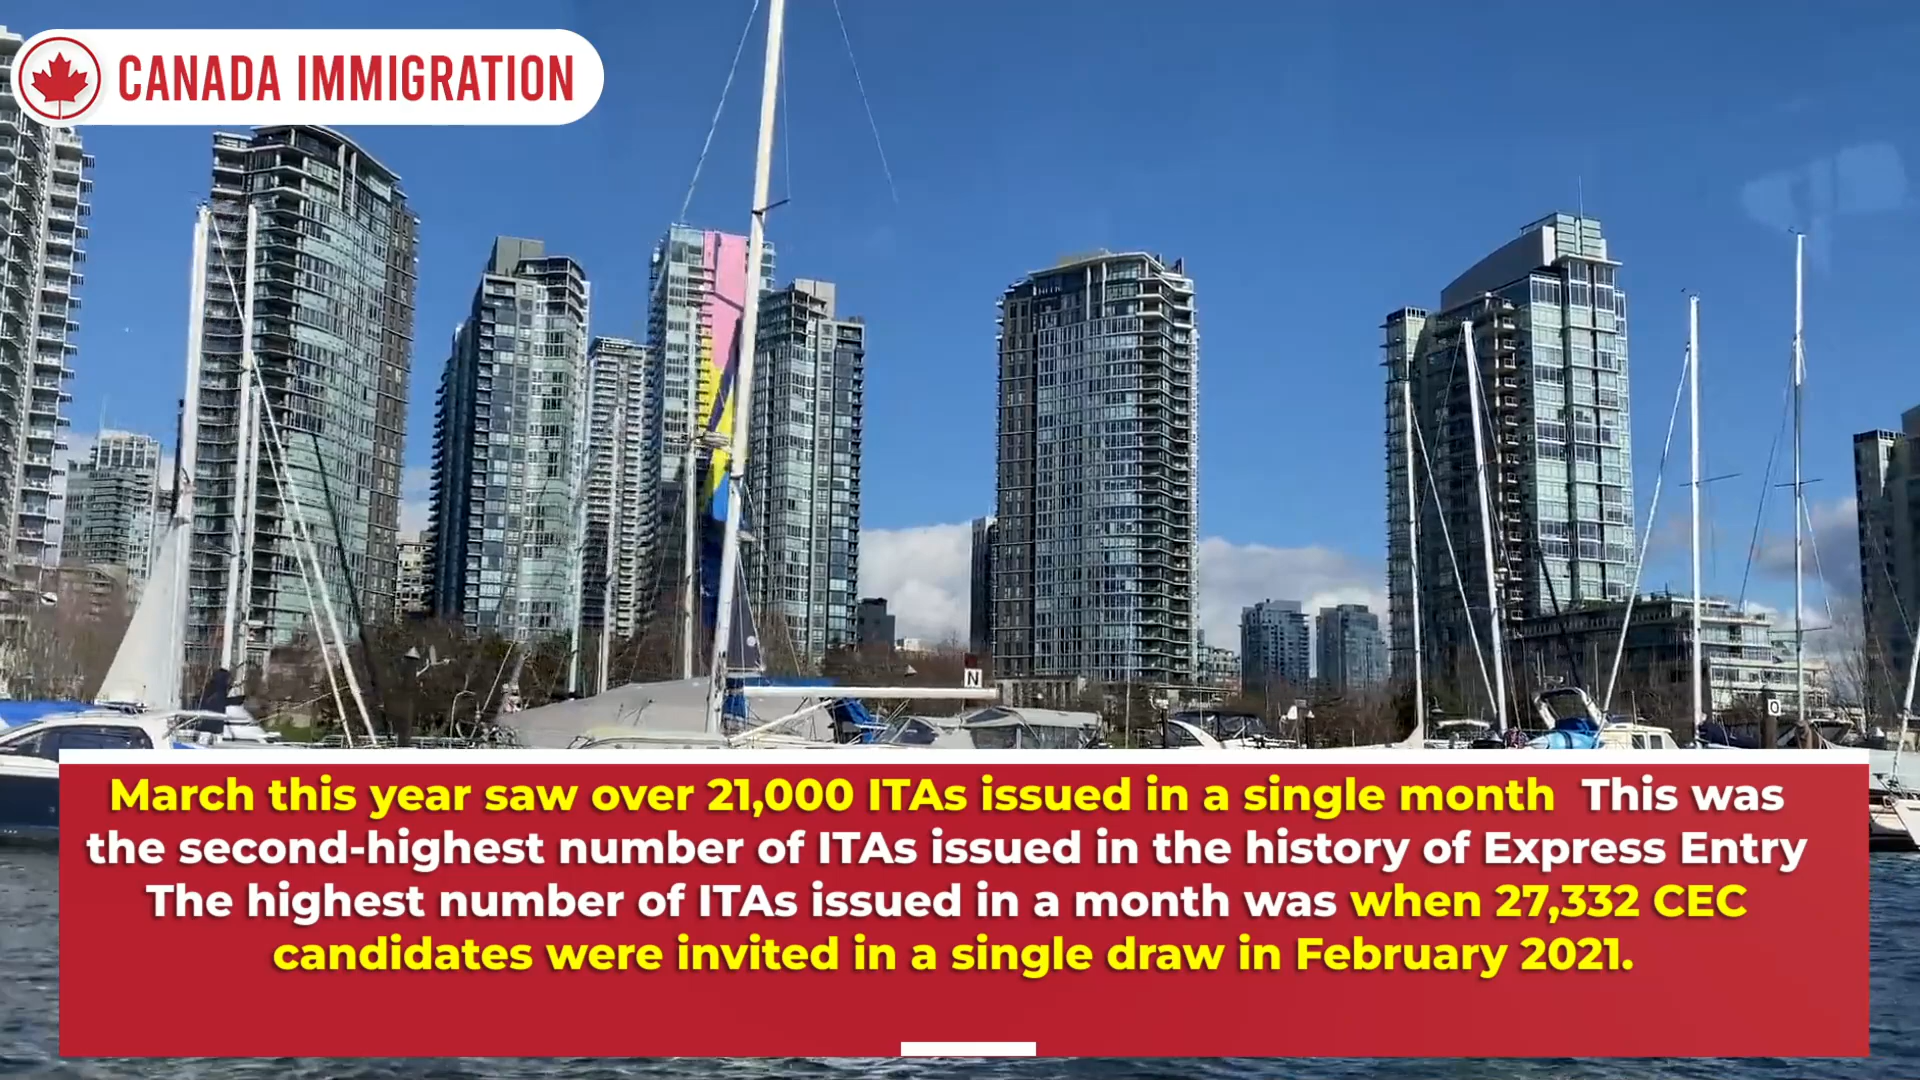 CANADA IMMIGRATION
N
O
March this year saw over 21,000 ITAs issued in a single month This was
the second-highest number of ITAs issued in the history of Express Entry
The highest number of ITAs issued in a month was when 27,332 CEC
candidates were invited in a single draw in February 2021.